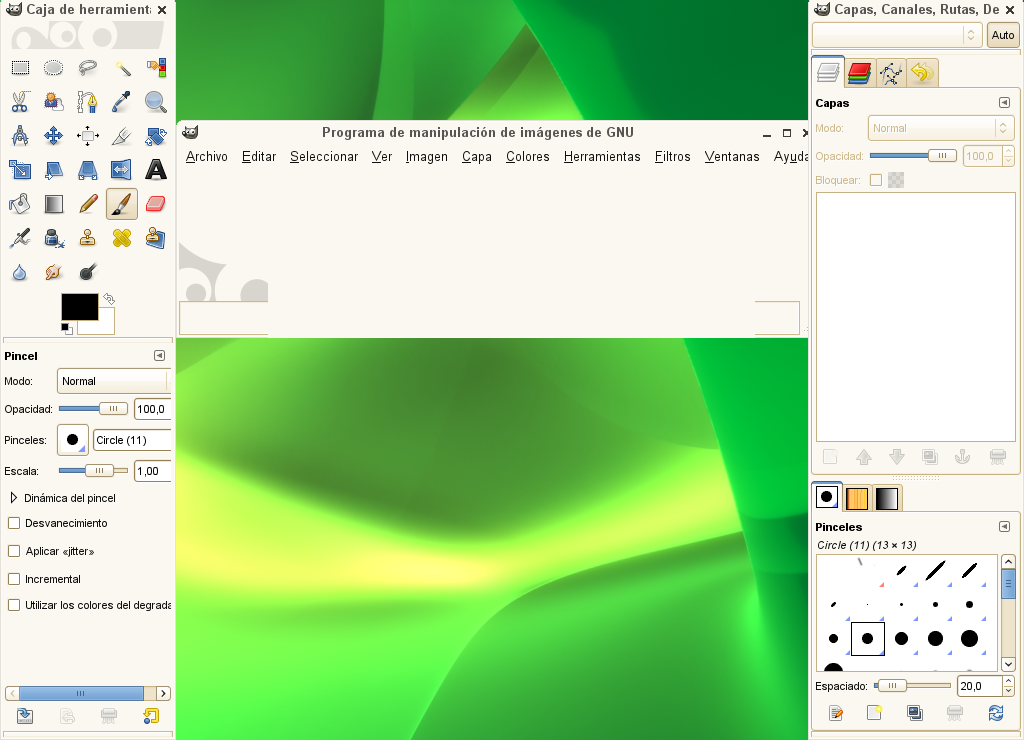 Caja de herramient
Pincel
Modo: Normal
Opacidad: 100,0
Pinceles: Circle (11)
Escala: 1,00
Dinámica del pincel
Desvanecimiento
Aplicar «jitter»
Incremental
Utilizar los colores del degrada
Programa de manipulación de imágenes de GNU
Archivo Editar Seleccionar Ver Imagen Capa Colores Herramientas Filtros Ventanas Ayuda
Capas, Canales, Rutas, De
Auto
Capas
Modo: Normal
Opacidad: 100,0
Bloquear:
Pinceles
Circle (11) (13 × 13)
Espaciado: 20,0